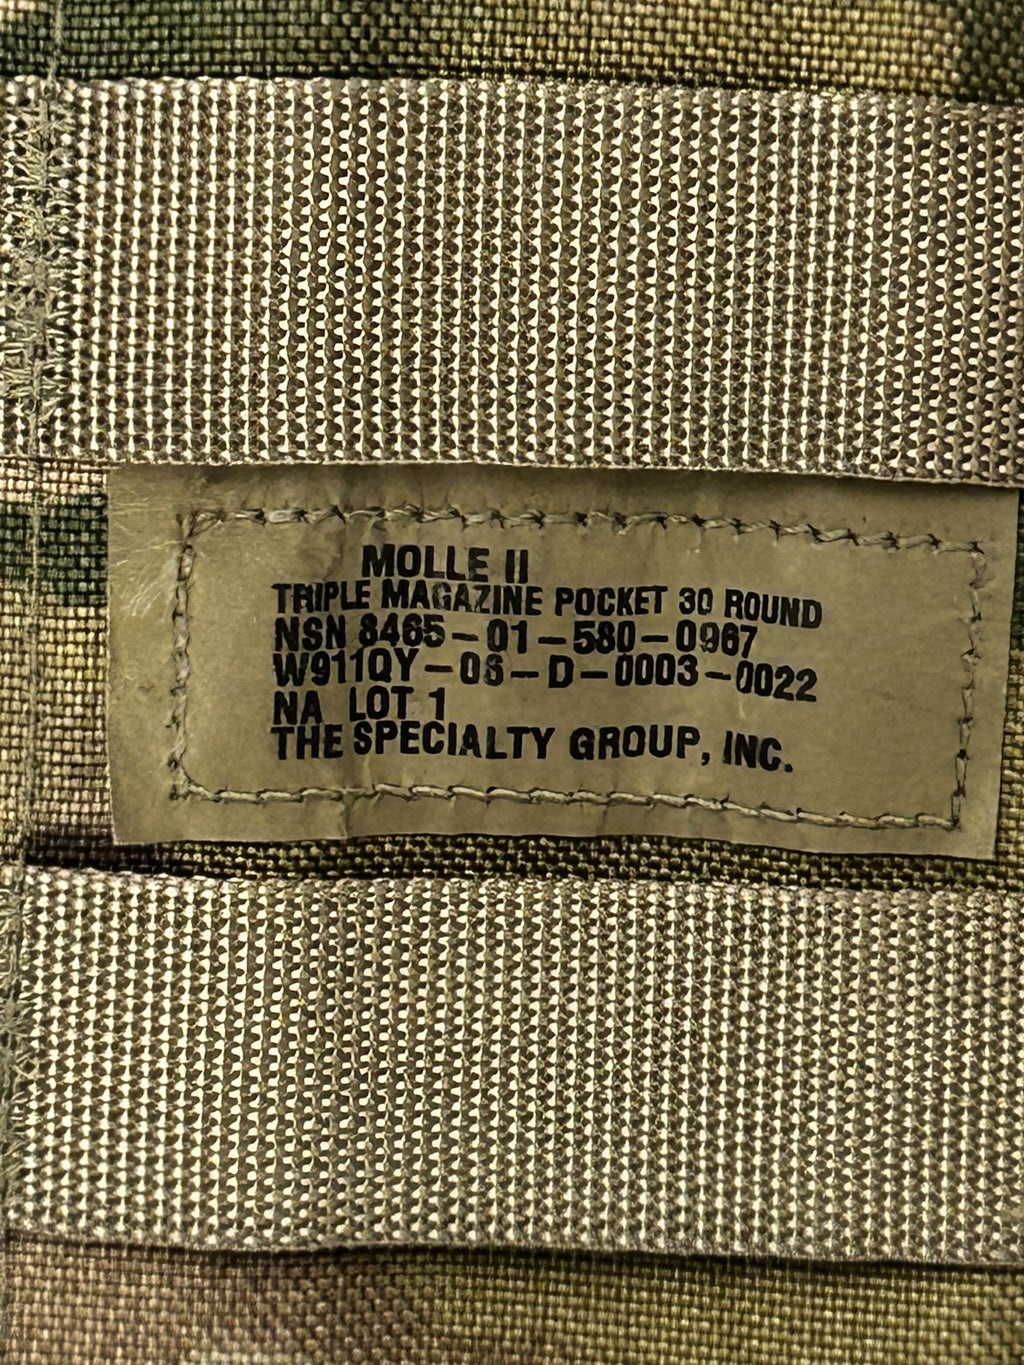 MOLLE II
TRIPLE MAGAZINE POCKET 30 ROUND
NSN 8465-01-580-0967
W911QY-06-D-0003-0022
NA LOT 1
THE SPECIALTY GROUP, INC.